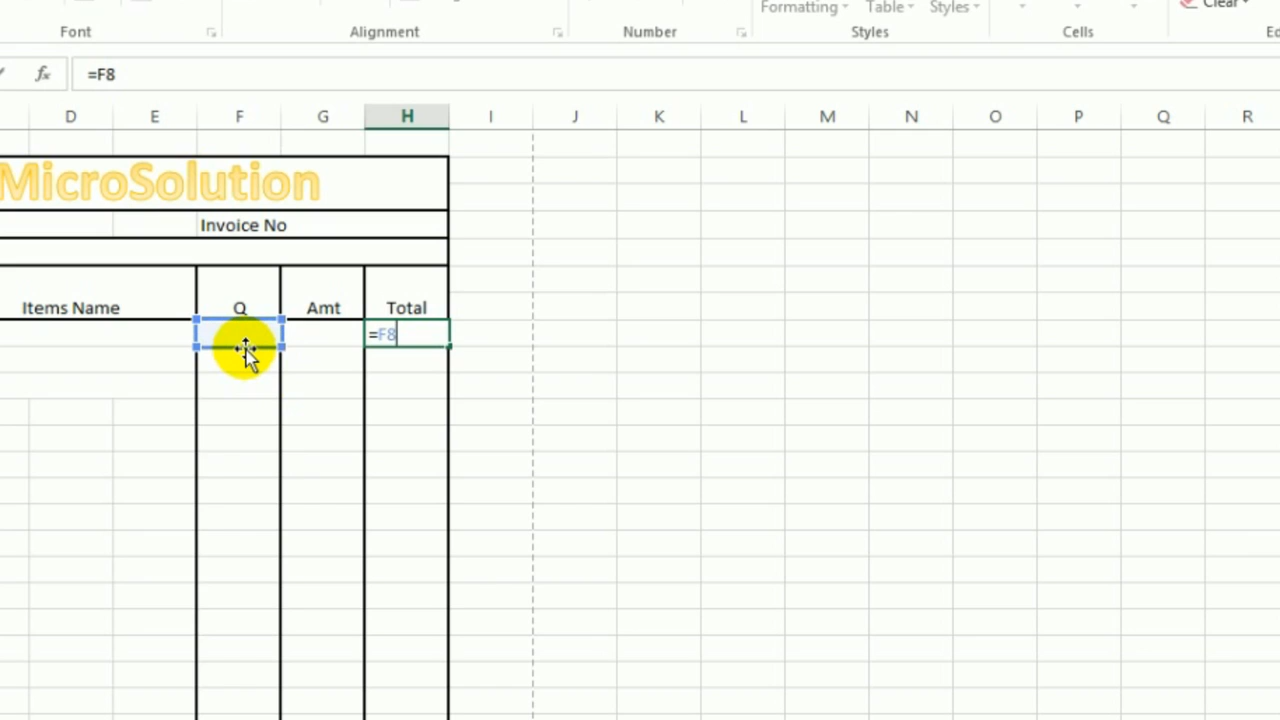 Formatting Table Styles Clear
Font Alignment Number Styles Cells
fx =F8
D E F G H I J K L M N O P Q R
MicroSolution
Invoice No
Items Name Q Amt Total
=F8